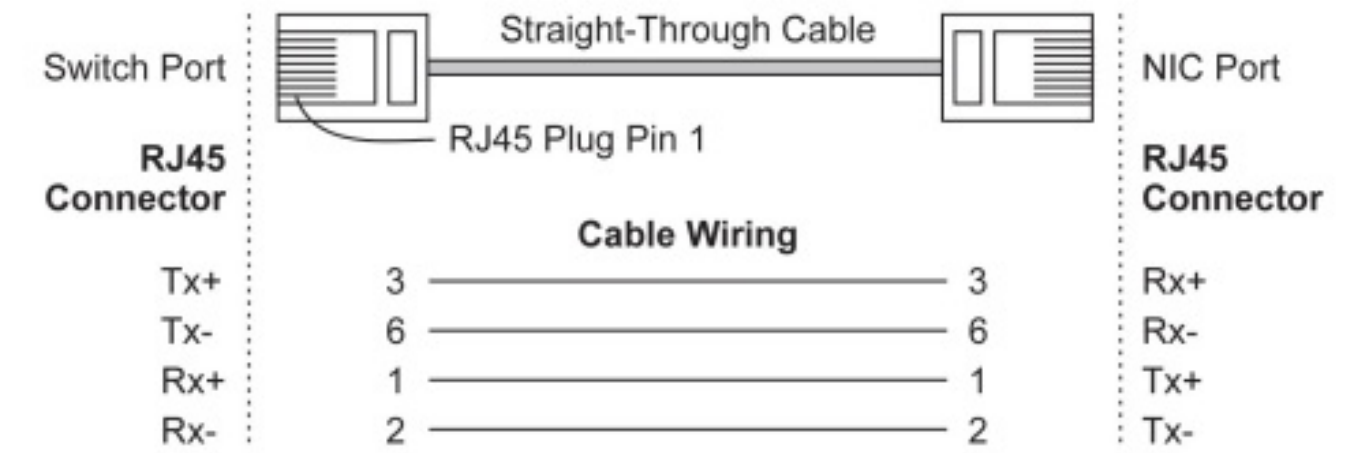 Straight-Through Cable
Switch Port
NIC Port
RJ45 Plug Pin 1
RJ45
Connector
RJ45
Connector
Cable Wiring
Tx+ 3 3 Rx+
Tx- 6 6 Rx-
Rx+ 1 1 Tx+
Rx- 2 2 Tx-